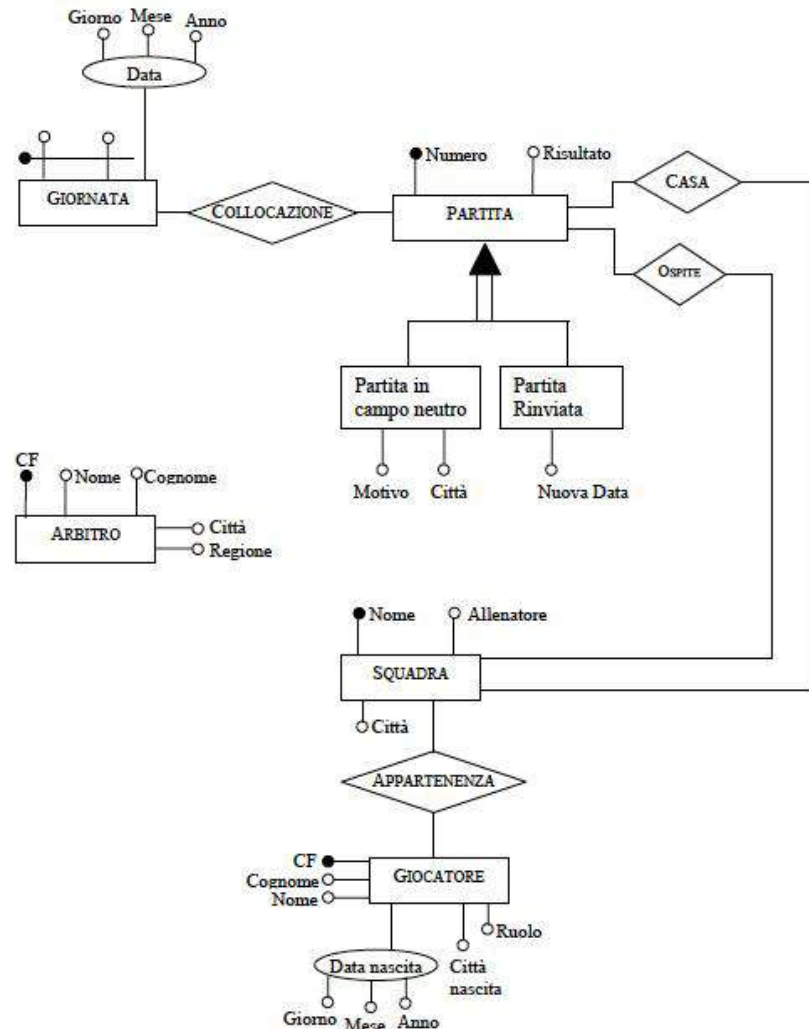 Giorno Mese Anno
Data
GIORNATA
COLLOCAZIONE
Numero
Risultato
PARTITA
CASA
OSPITE
Partita in
campo neutro
Partita
Rinviata
Motivo
Città
Nuova Data
CF
Nome
Cognome
ARBITRO
Città
Regione
Nome
Allenatore
SQUADRA
Città
APPARTENENZA
CF
Cognome
Nome
GIOCATORE
Ruolo
Città
nascita
Data nascita
Giorno Mese Anno